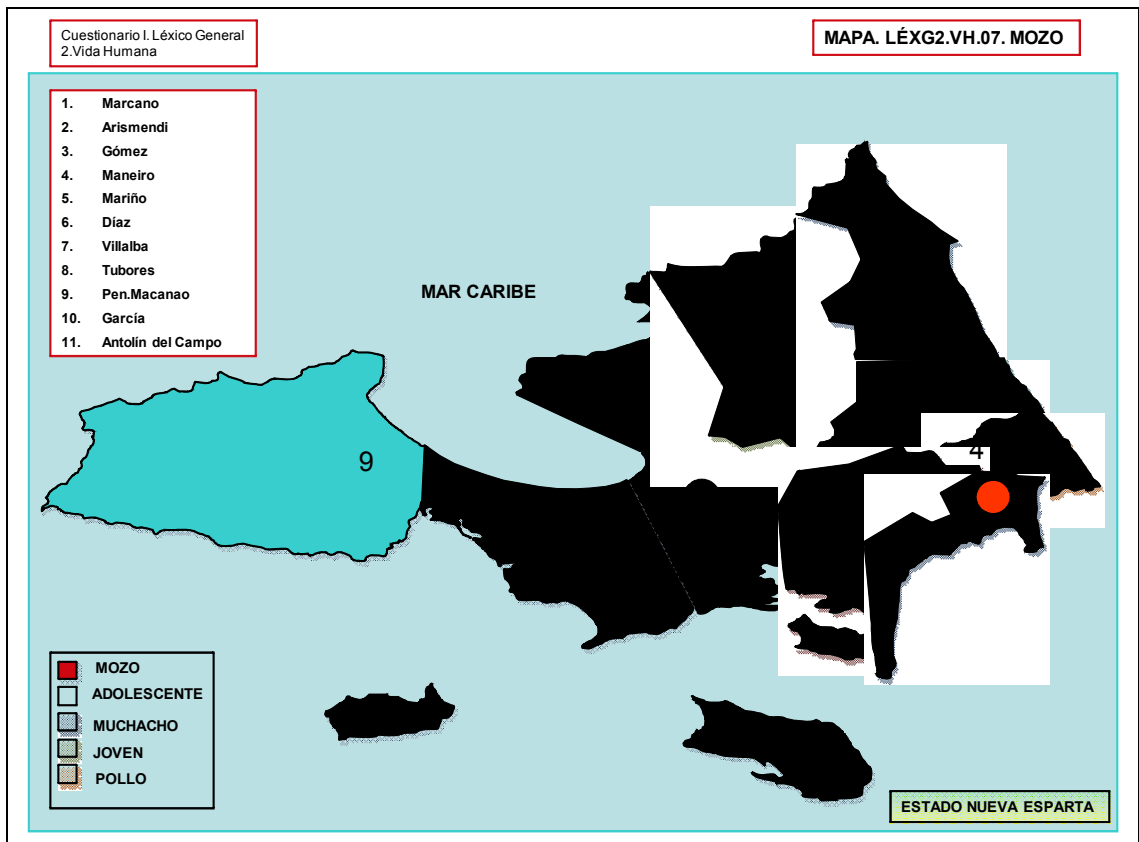 Cuestionario I. Léxico General
2.Vida Humana
MAPA. LÉXG2.VH.07. MOZO
1. Marcano
2. Arismendi
3. Gómez
4. Maneiro
5. Mariño
6. Díaz
7. Villalba
8. Tubores
9. Pen.Macanao
10. García
11. Antolín del Campo
MAR CARIBE
9
4
MOZO
ADOLESCENTE
MUCHACHO
JOVEN
POLLO
ESTADO NUEVA ESPARTA